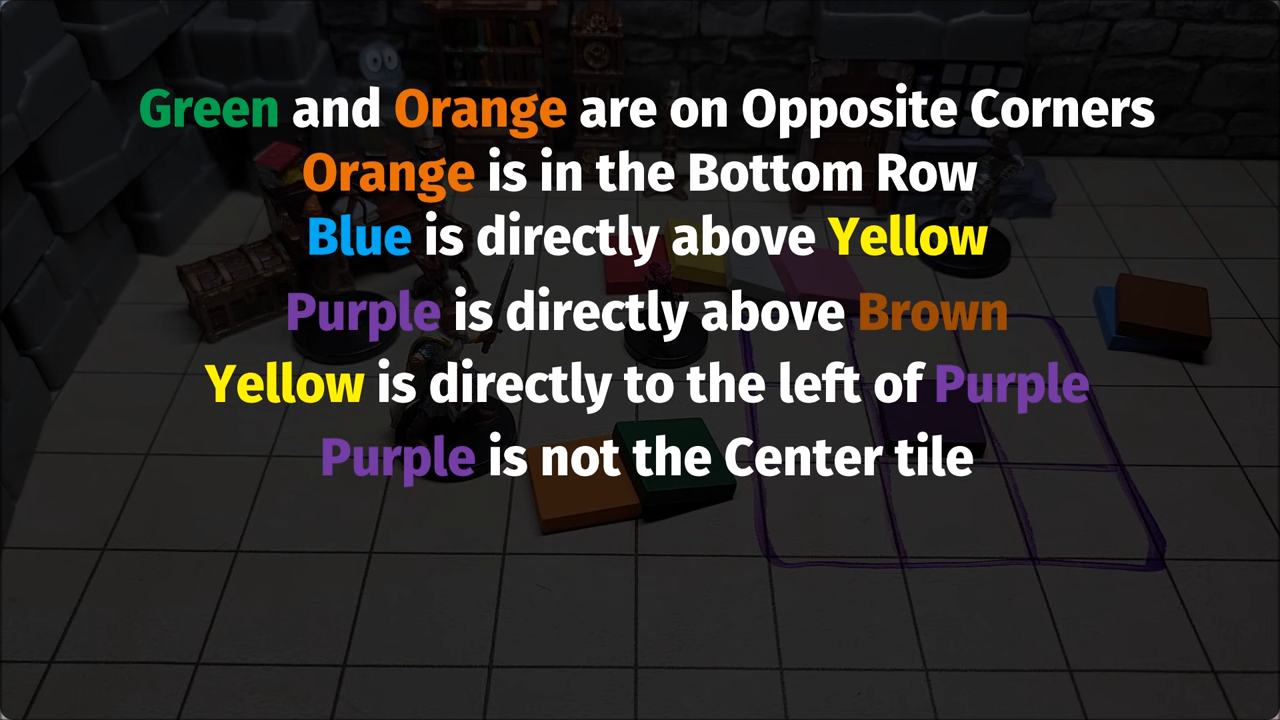 Green and Orange are on Opposite Corners
Orange is in the Bottom Row
Blue is directly above Yellow
Purple is directly above Brown
Yellow is directly to the left of Purple
Purple is not the Center tile